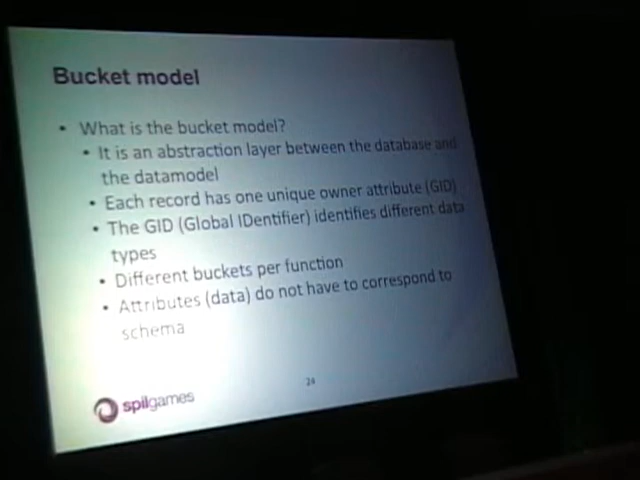 Bucket model
• What is the bucket model?
• It is an abstraction layer between the database and
the datamodel
• Each record has one unique owner attribute (GID)
• The GID (Global IDentifier) identifies different data
types
• Different buckets per function
• Attributes (data) do not have to correspond to
schema
spilgames
24